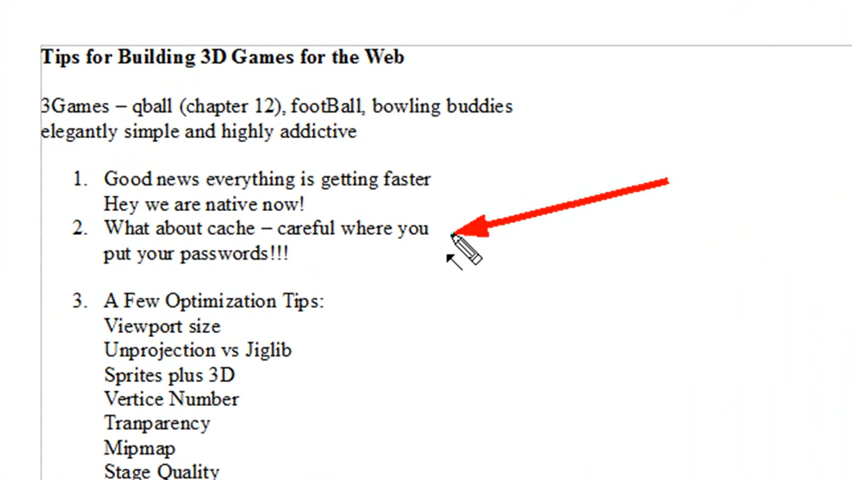 Tips for Building 3D Games for the Web
3Games – qball (chapter 12), footBall, bowling buddies
elegantly simple and highly addictive
1. Good news everything is getting faster
Hey we are native now!
2. What about cache – careful where you
put your passwords!!!
3. A Few Optimization Tips:
Viewport size
Unprojection vs Jiglib
Sprites plus 3D
Vertice Number
Tranparency
Mipmap
Stage Quality